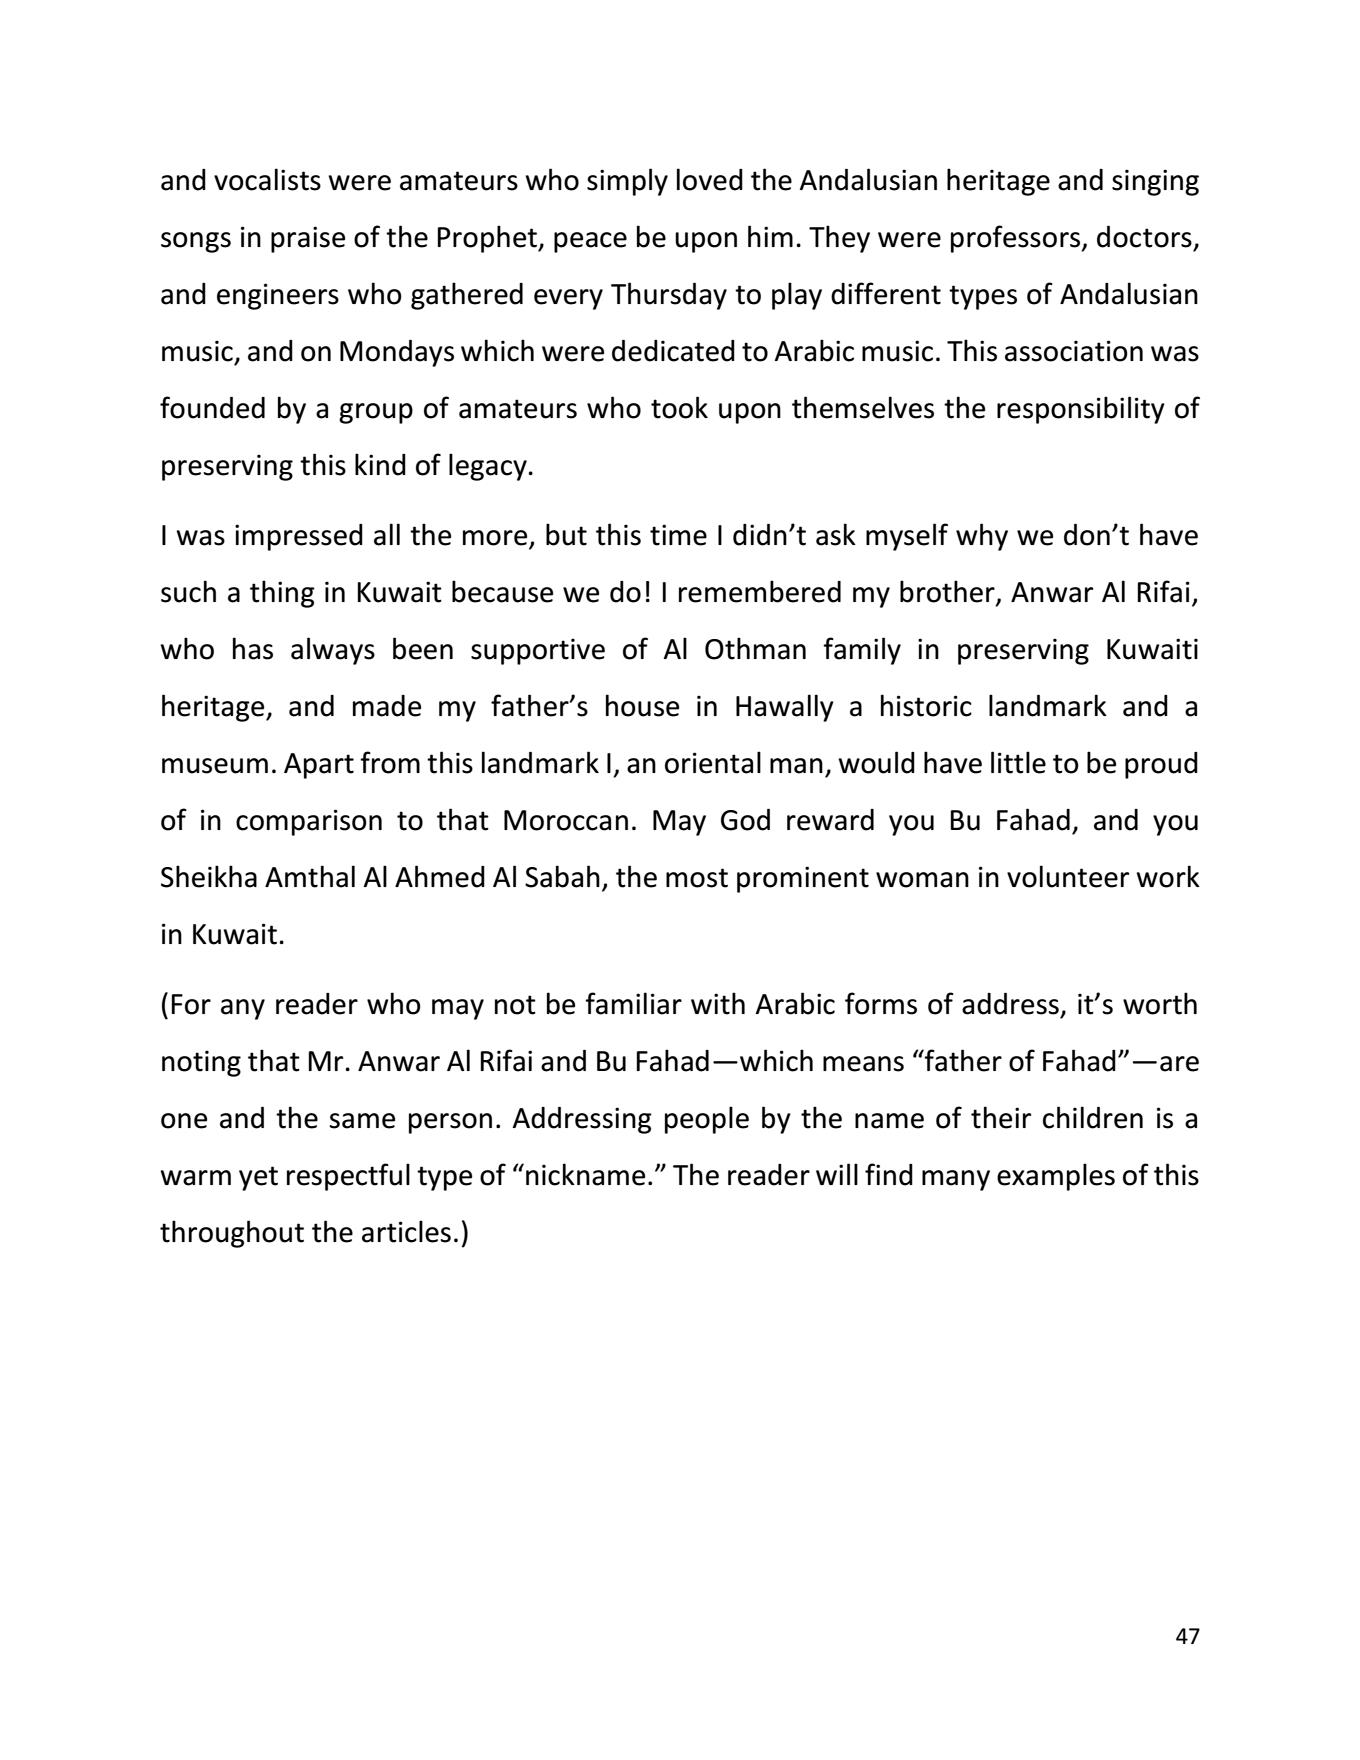 and vocalists were amateurs who simply loved the Andalusian heritage and singing
songs in praise of the Prophet, peace be upon him. They were professors, doctors,
and engineers who gathered every Thursday to play different types of Andalusian
music, and on Mondays which were dedicated to Arabic music. This association was
founded by a group of amateurs who took upon themselves the responsibility of
preserving this kind of legacy.
I was impressed all the more, but this time I didn’t ask myself why we don’t have
such a thing in Kuwait because we do! I remembered my brother, Anwar Al Rifai,
who has always been supportive of Al Othman family in preserving Kuwaiti
heritage, and made my father’s house in Hawally a historic landmark and a
museum. Apart from this landmark I, an oriental man, would have little to be proud
of in comparison to that Moroccan. May God reward you Bu Fahad, and you
Sheikha Amthal Al Ahmed Al Sabah, the most prominent woman in volunteer work
in Kuwait.
(For any reader who may not be familiar with Arabic forms of address, it’s worth
noting that Mr. Anwar Al Rifai and Bu Fahad—which means “father of Fahad”—are
one and the same person. Addressing people by the name of their children is a
warm yet respectful type of “nickname.” The reader will find many examples of this
throughout the articles.)
47